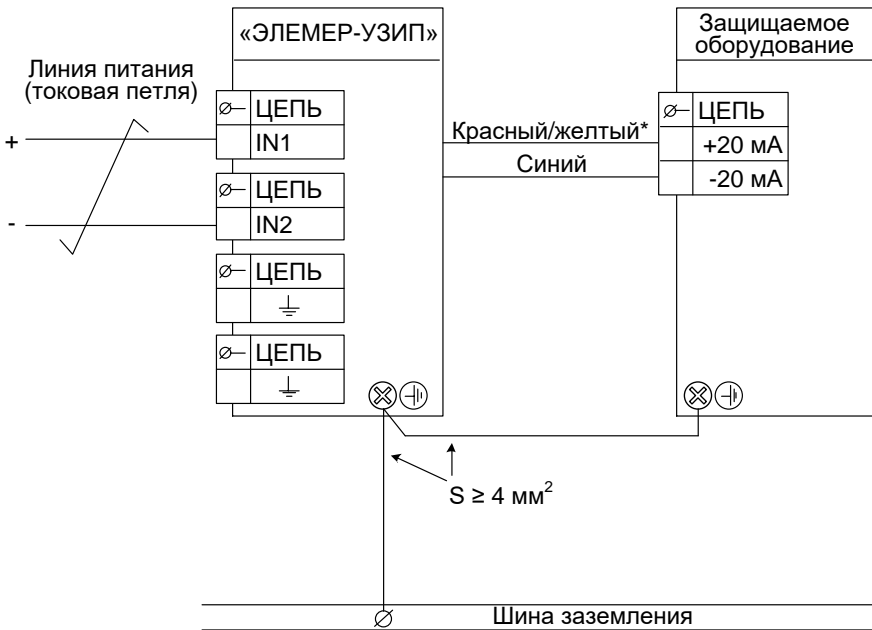 «ЭЛЕМЕР-УЗИП»
Защищаемое
оборудование
Линия питания
(токовая петля)
+
-
ЦЕПЬ
IN1
ЦЕПЬ
IN2
ЦЕПЬ
ЦЕПЬ
Красный/желтый*
Синий
ЦЕПЬ
+20 мА
-20 мА
S ≥ 4 мм²
Шина заземления